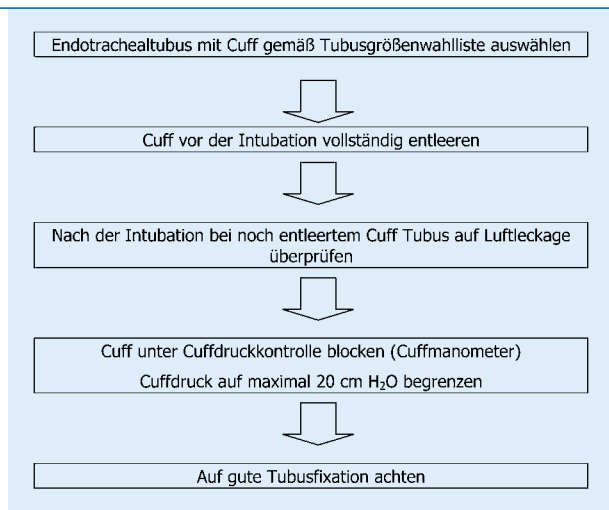 Endotrachealtubus mit Cuff gemäß Tubusgrößenwahlliste auswählen
Cuff vor der Intubation vollständig entleeren
Nach der Intubation bei noch entleertem Cuff Tubus auf Luftleckage
überprüfen
Cuff unter Cuffdruckkontrolle blocken (Cuffmanometer)
Cuffdruck auf maximal 20 cm H₂O begrenzen
Auf gute Tubusfixation achten